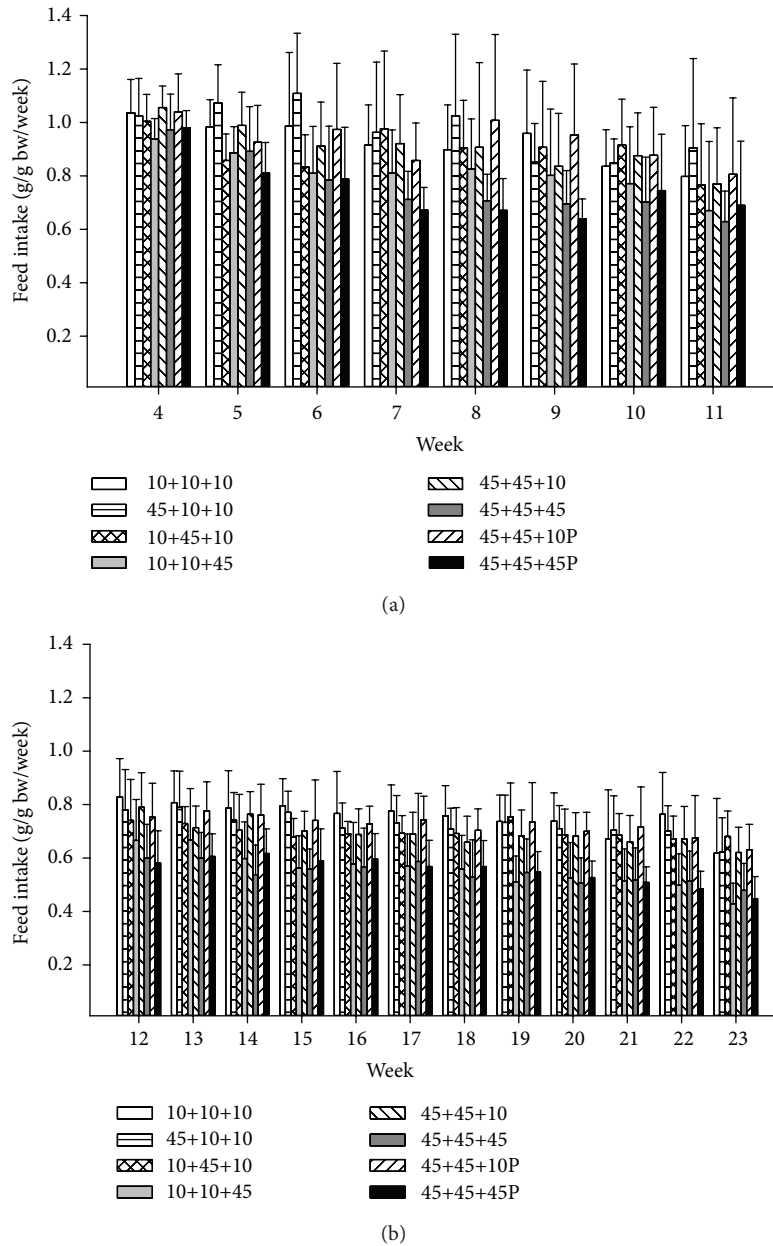 1.4
1.2
1.0
0.8
0.6
0.4
0.2
Feed intake (g/g bw/week)
4 5 6 7 8 9 10 11
Week
10+10+10 45+45+10
45+10+10 45+45+45
10+45+10 45+45+10P
10+10+45 45+45+45P
(a)
1.4
1.2
1.0
0.8
0.6
0.4
0.2
Feed intake (g/g bw/week)
12 13 14 15 16 17 18 19 20 21 22 23
Week
10+10+10 45+45+10
45+10+10 45+45+45
10+45+10 45+45+10P
10+10+45 45+45+45P
(b)